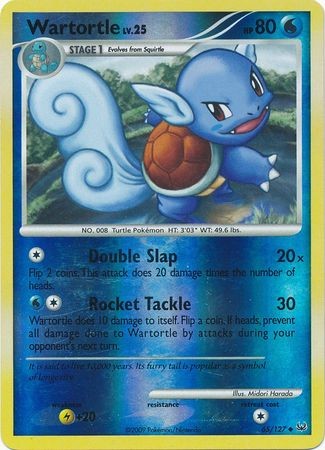 Wartortle LV.25 HP 80
STAGE 1 Evolves from Squirtle
NO. 008 Turtle Pokémon HT: 3'03" WT: 49.6 lbs.
Double Slap 20x
Flip 2 coins. This attack does 20 damage times the number of
heads.
Rocket Tackle 30
Wartortle does 10 damage to itself. Flip a coin. If heads, prevent
all damage done to Wartortle by attacks during your
opponent's next turn.
It is said to live 10,000 years. Its furry tail is popular as a symbol
of longevity.
Illus. Midori Harada
weakness resistance retreat cost
+20
65/127
©2009 Pokémon/Nintendo